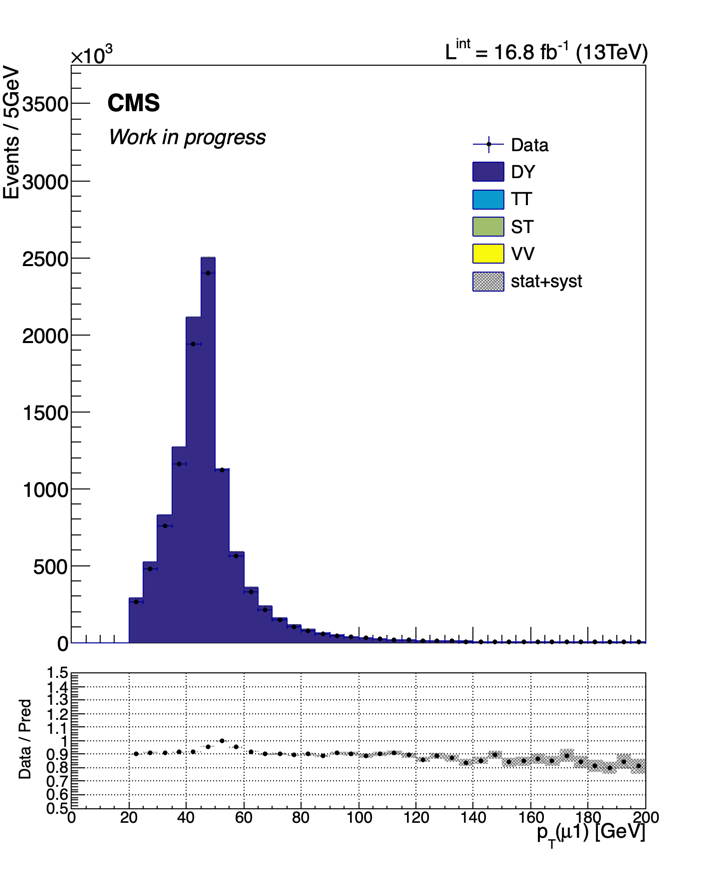 ×10³
L^int = 16.8 fb⁻¹ (13TeV)
Events / 5GeV
3500
3000
2500
2000
1500
1000
500
0
CMS
Work in progress
Data
DY
TT
ST
VV
stat+syst
Data / Pred
1.5
1.4
1.3
1.2
1.1
1
0.9
0.8
0.7
0.6
0.5
0 20 40 60 80 100 120 140 160 180 200
p_T(μ1) [GeV]